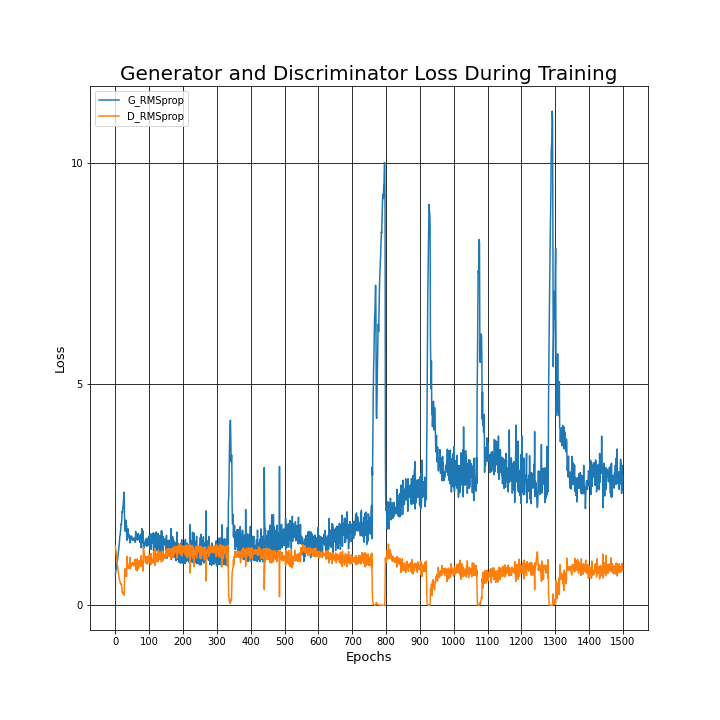 Generator and Discriminator Loss During Training
G_RMSprop
D_RMSprop
10
5
0
Loss
0 100 200 300 400 500 600 700 800 900 1000 1100 1200 1300 1400 1500
Epochs